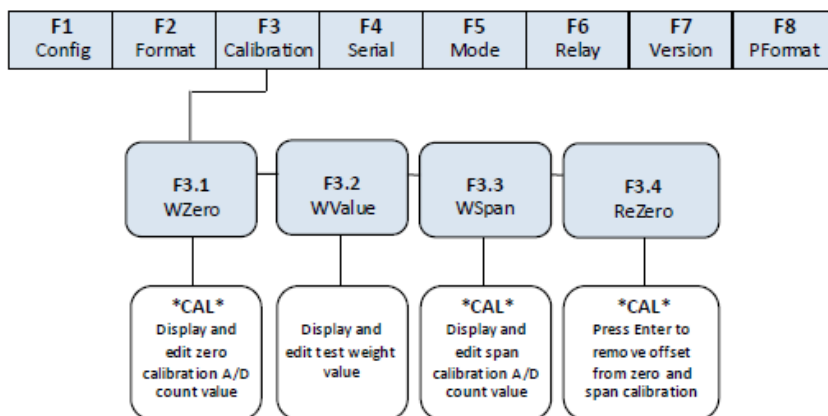 F1 F2 F3 F4 F5 F6 F7 F8
Config Format Calibration Serial Mode Relay Version PFormat
F3.1
WZero
F3.2
WValue
F3.3
WSpan
F3.4
ReZero
*CAL*
Display and
edit zero
calibration A/D
count value
Display and
edit test weight
value
*CAL*
Display and
edit span
calibration A/D
count value
*CAL*
Press Enter to
remove offset
from zero and
span calibration